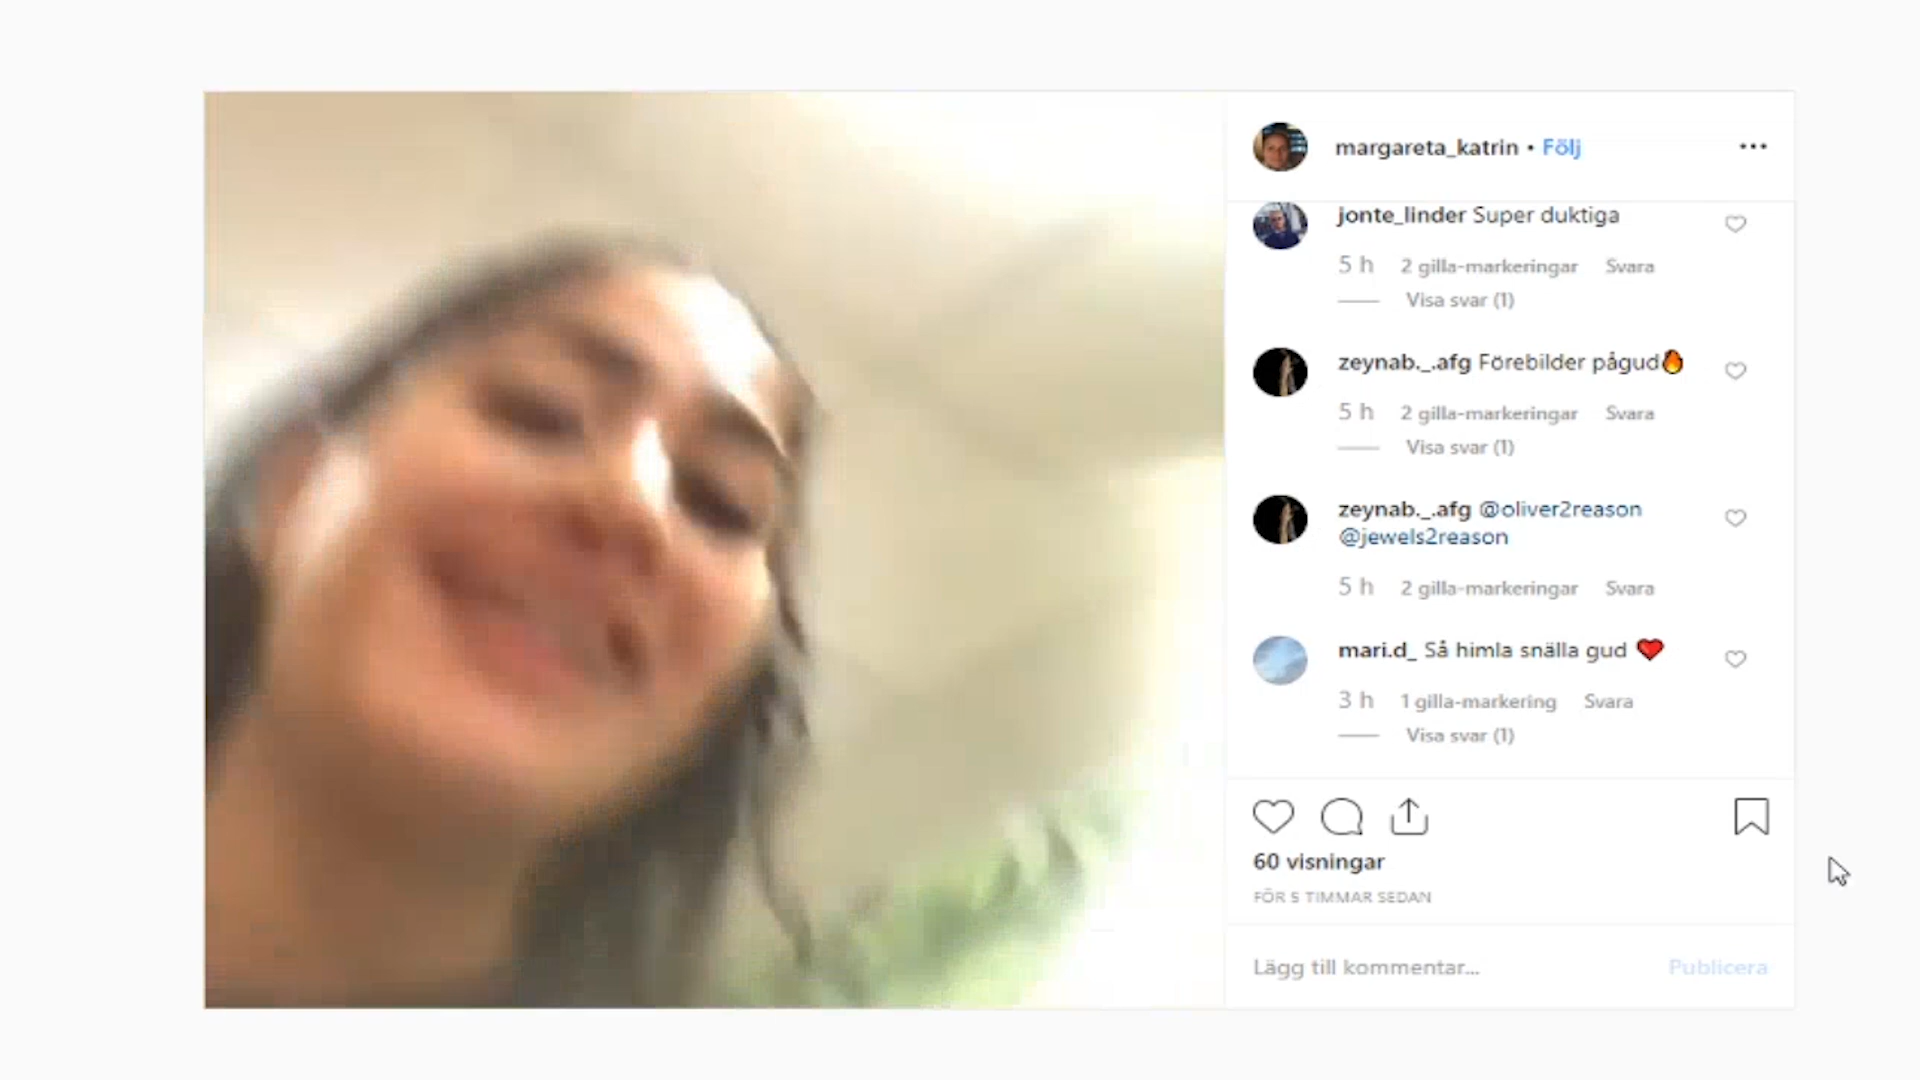 margareta_katrin • Följ
jonte_linder Super duktiga
5 h 2 gilla-markeringar Svara
Visa svar (1)
zeynab._.afg Förebilder pågud🔥
5 h 2 gilla-markeringar Svara
Visa svar (1)
zeynab._.afg @oliver2reason
@jewels2reason
5 h 2 gilla-markeringar Svara
mari.d_ Så himla snälla gud ❤️
3 h 1 gilla-markering Svara
Visa svar (1)
60 visningar
FÖR 5 TIMMAR SEDAN
Lägg till kommentar... Publicera